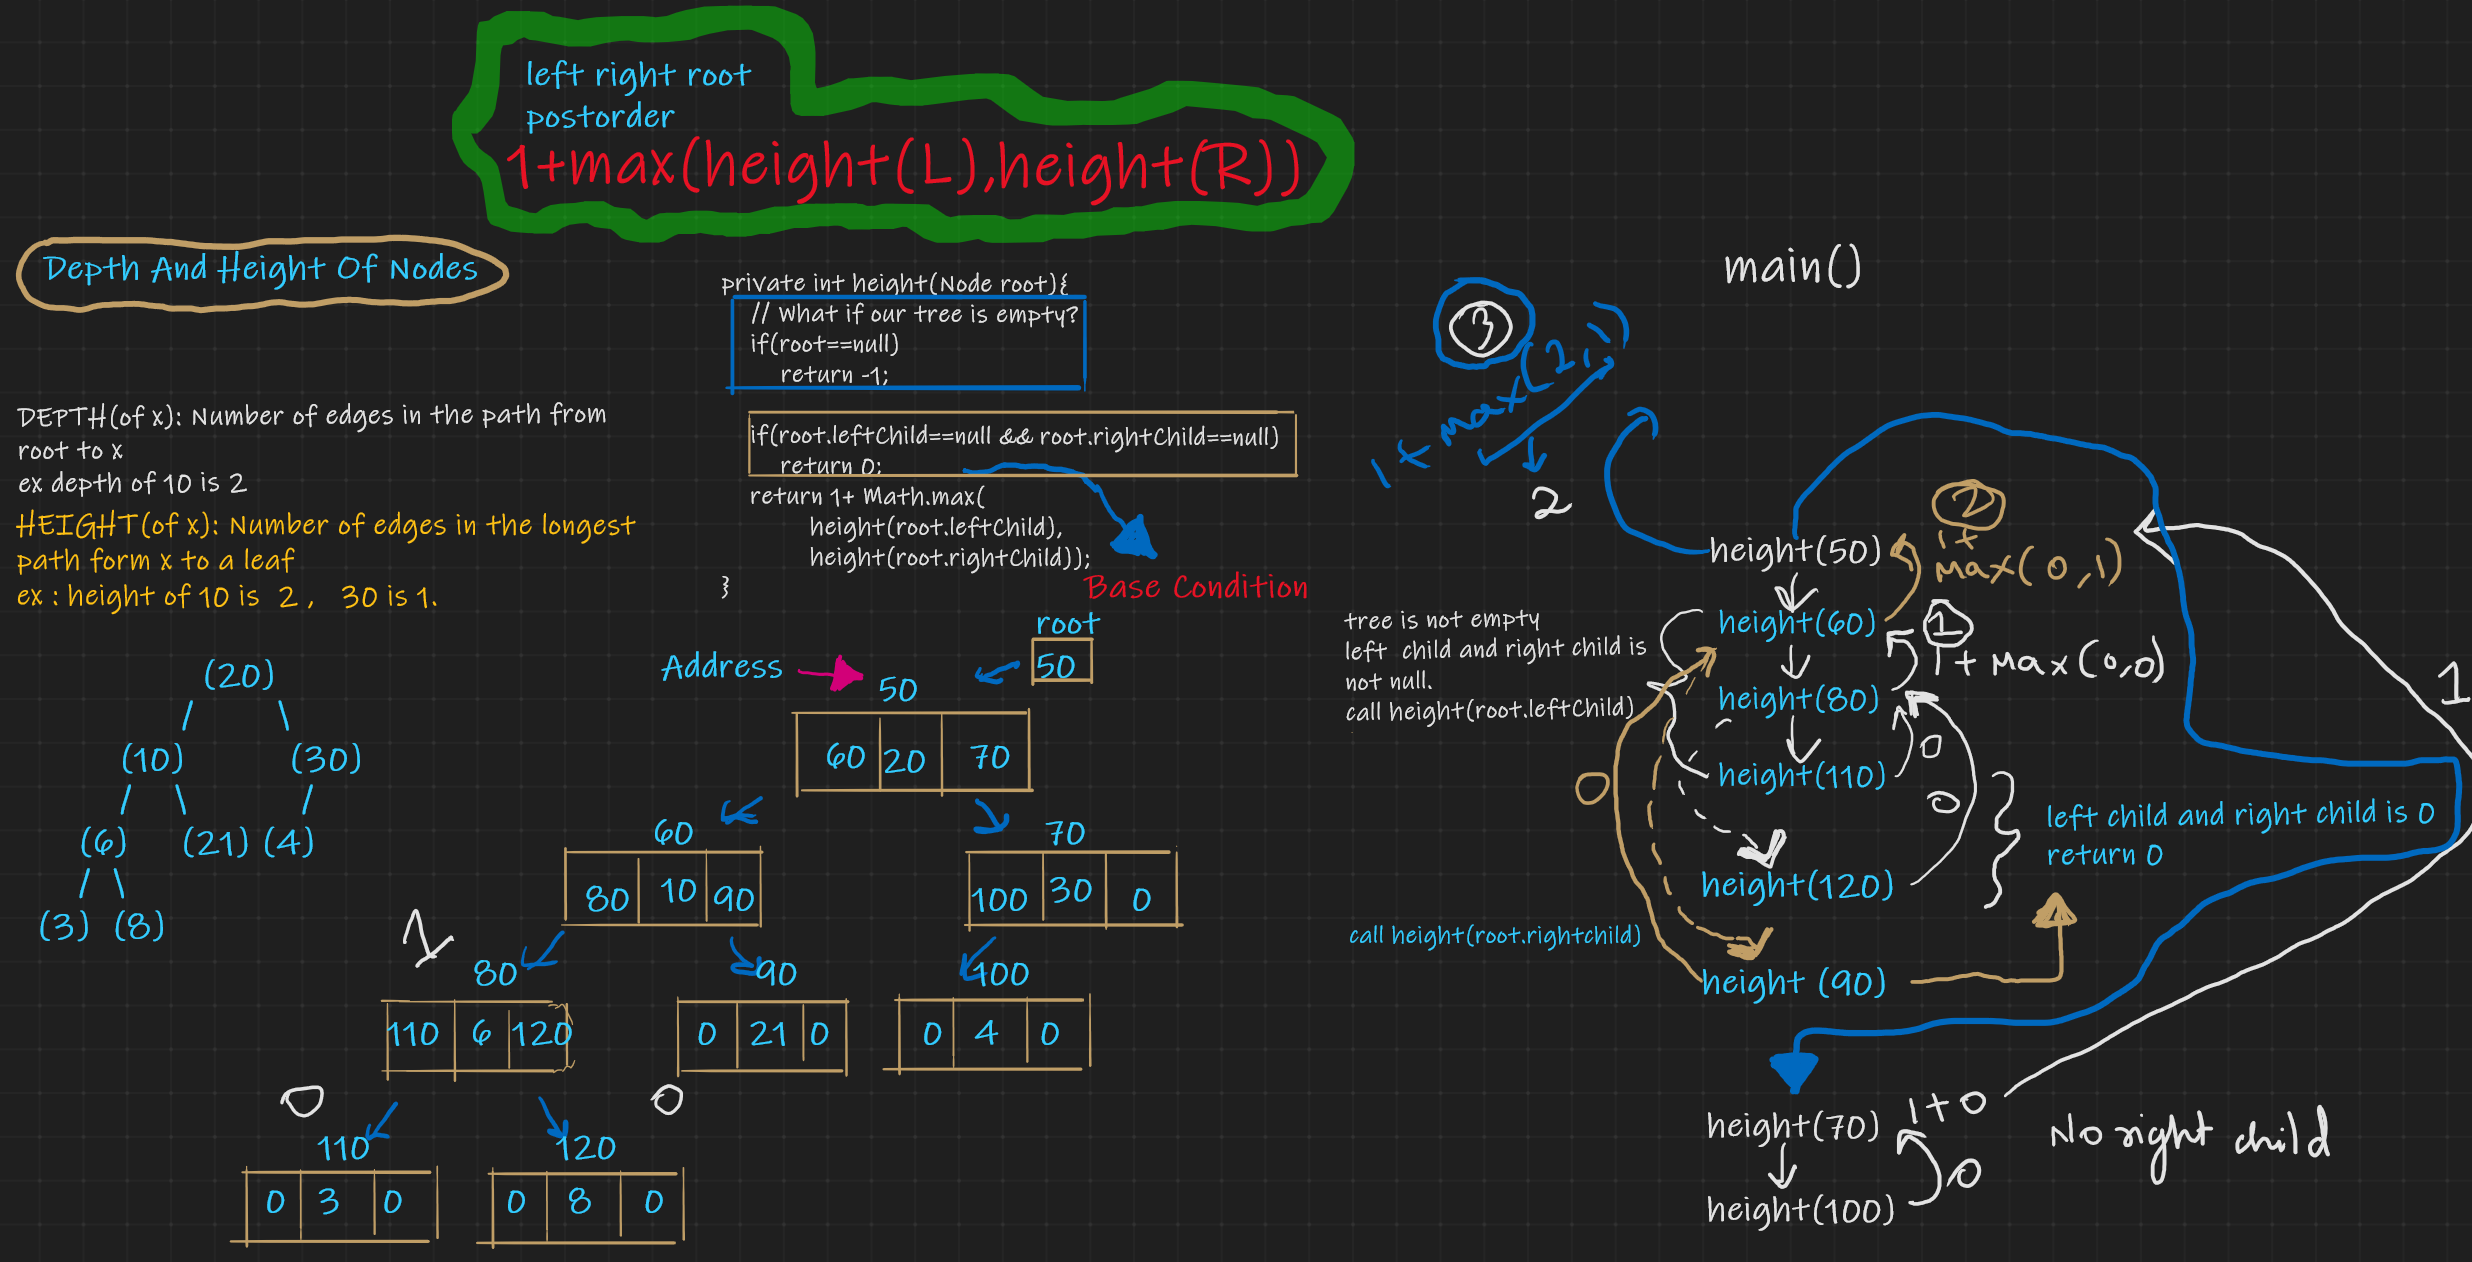 left right root
postorder
1+max(height(L),height(R))
Depth And Height Of Nodes
DEPTH(of x): Number of edges in the path from
root to x
ex depth of 10 is 2
HEIGHT(of x): Number of edges in the longest
path form x to a leaf
ex : height of 10 is 2 , 30 is 1.
private int height(Node root){
// What if our tree is empty?
if(root==null)
return -1;
if(root.leftChild==null && root.rightChild==null)
return 0;
return 1+ Math.max(
height(root.leftChild),
height(root.rightChild));
}
Base Condition
(20)
(10) (30)
(6) (21) (4)
(3) (8)
root
50
Address
50
60 20 70
60
80 10 90
70
100 30 0
1
80
110 6 120
90
0 21 0
100
0 4 0
0
0
110
0 3 0
120
0 8 0
main()
3
1+ max(2,1)
2
height(50)
2
1+
max(0,1)
height(60)
1
1+ max(0,0)
height(80)
0
height(110)
0
height(120)
height (90)
0
1
tree is not empty
left child and right child is
not null.
call height(root.leftChild)
call height(root.rightchild)
left child and right child is 0
return 0
height(70)
1+0
0
height(100)
No right child